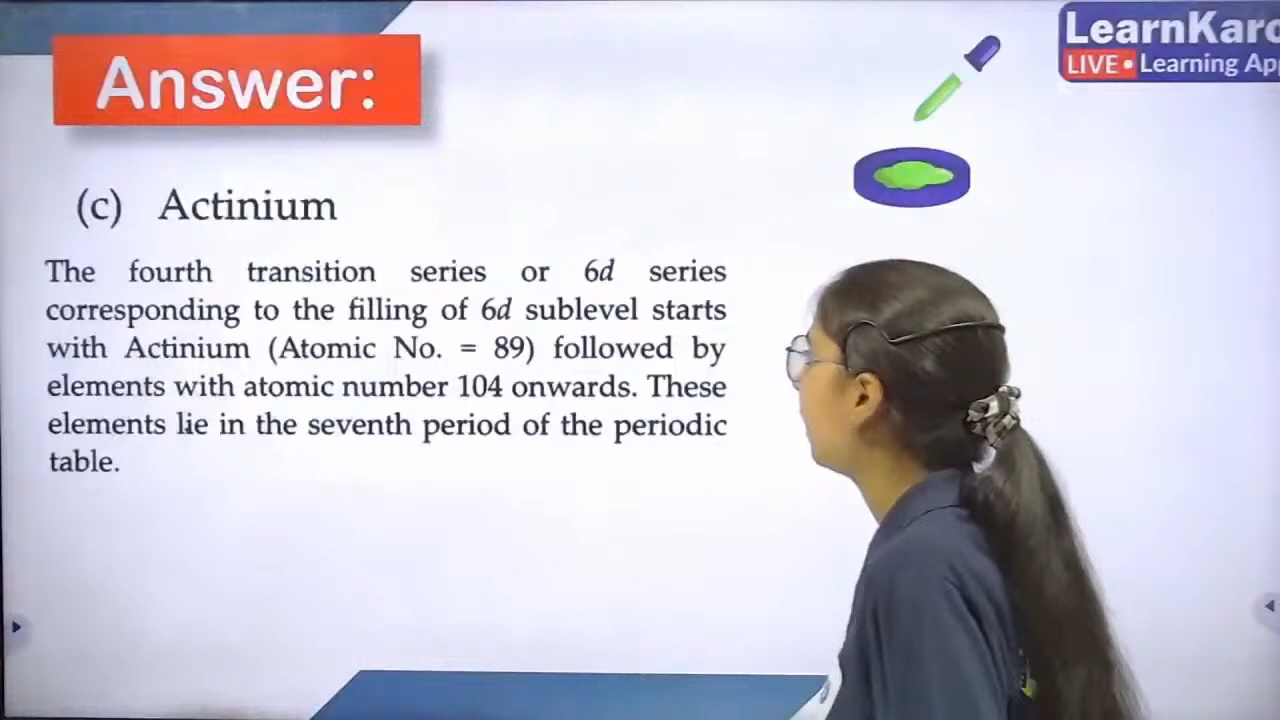 LearnKaro
LIVE • Learning App
Answer:
(c) Actinium
The fourth transition series or 6d series
corresponding to the filling of 6d sublevel starts
with Actinium (Atomic No. = 89) followed by
elements with atomic number 104 onwards. These
elements lie in the seventh period of the periodic
table.